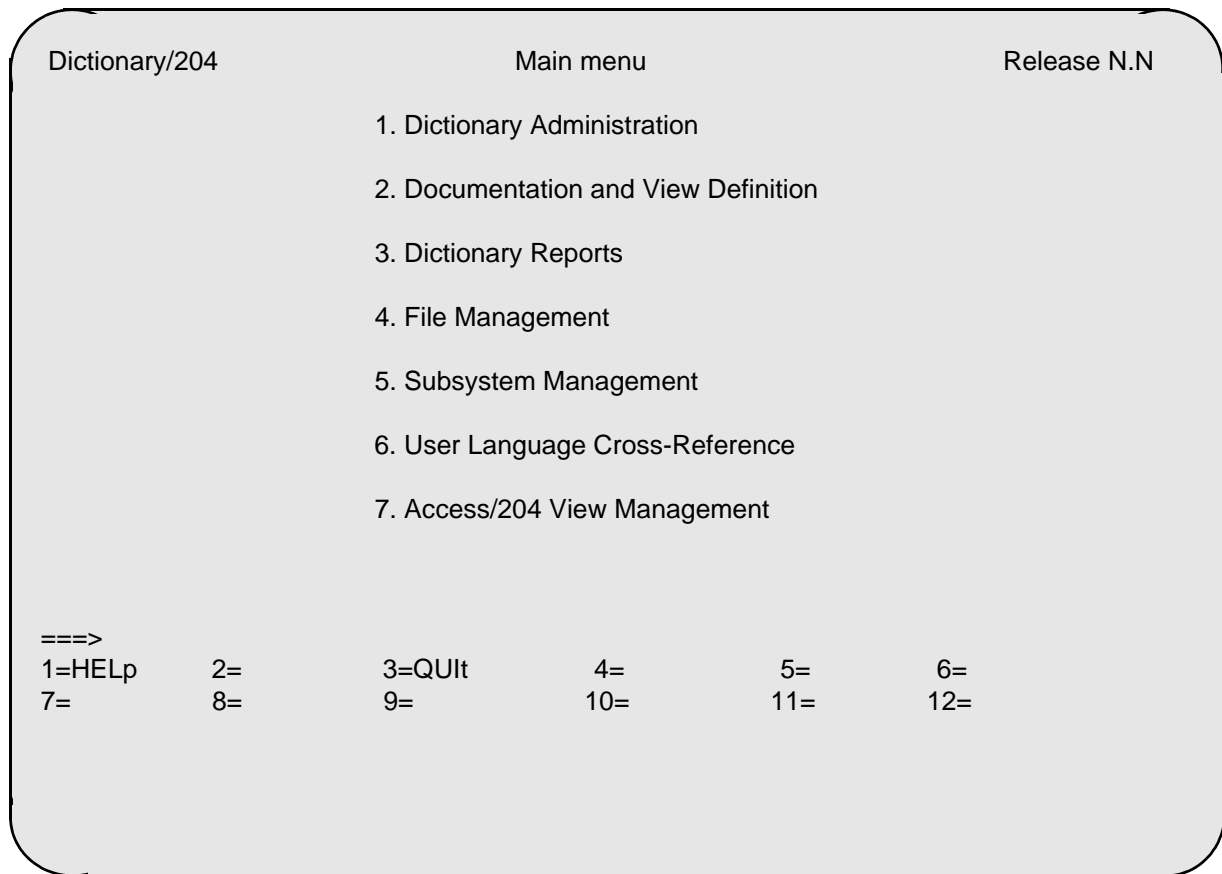 Dictionary/204 Main menu Release N.N
1. Dictionary Administration
2. Documentation and View Definition
3. Dictionary Reports
4. File Management
5. Subsystem Management
6. User Language Cross-Reference
7. Access/204 View Management
===>
1=HELp 2= 3=QUIt 4= 5= 6=
7= 8= 9= 10= 11= 12=